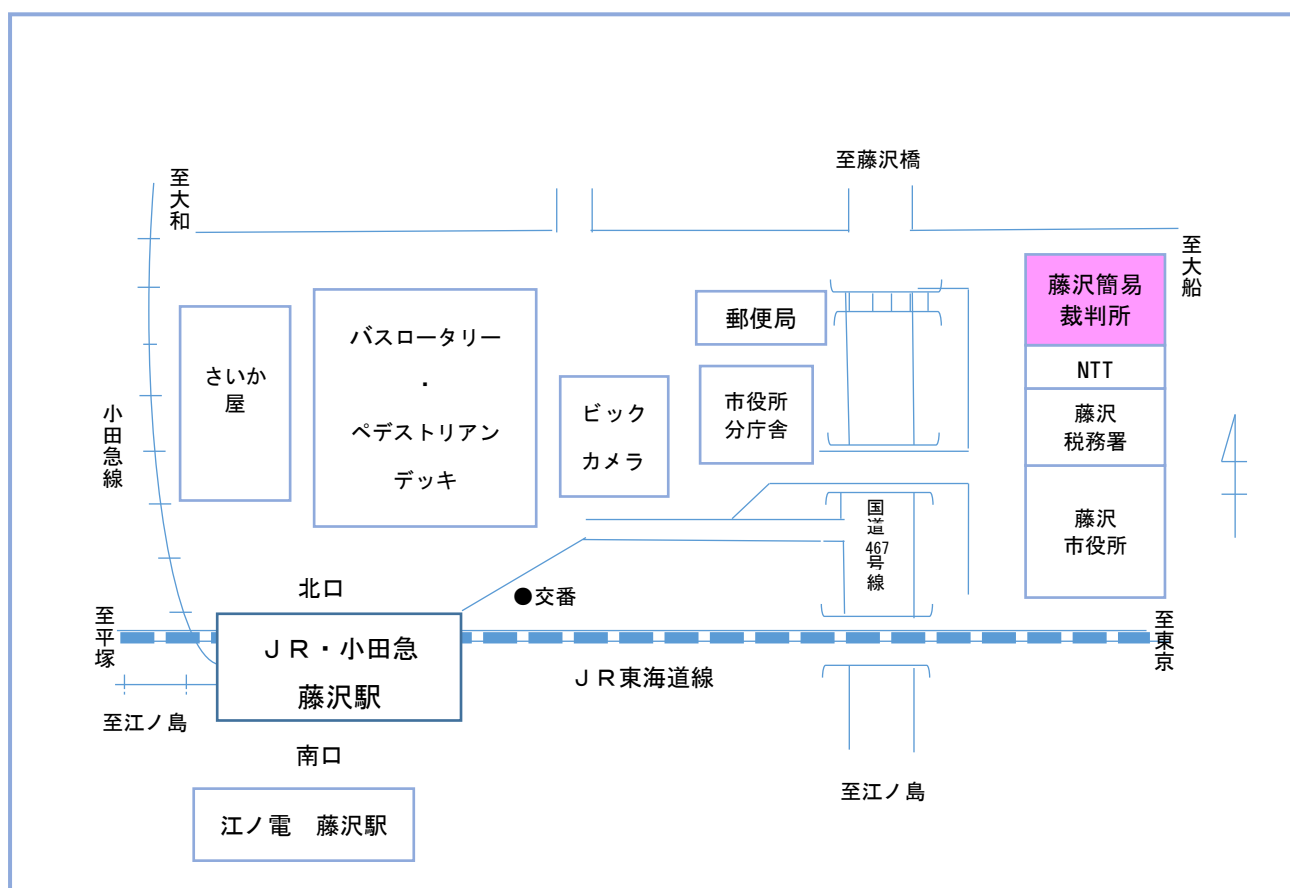 至藤沢橋
至大和
至大船
藤沢簡易
裁判所
郵便局
バスロータリー
・
ペデストリアン
デッキ
さいか
屋
NTT
ビック
カメラ
市役所
分庁舎
藤沢
税務署
小田急線
国道
467
号線
藤沢
市役所
北口
●交番
至平塚
至東京
ＪＲ・小田急
藤沢駅
ＪＲ東海道線
至江ノ島
南口
至江ノ島
江ノ電　藤沢駅